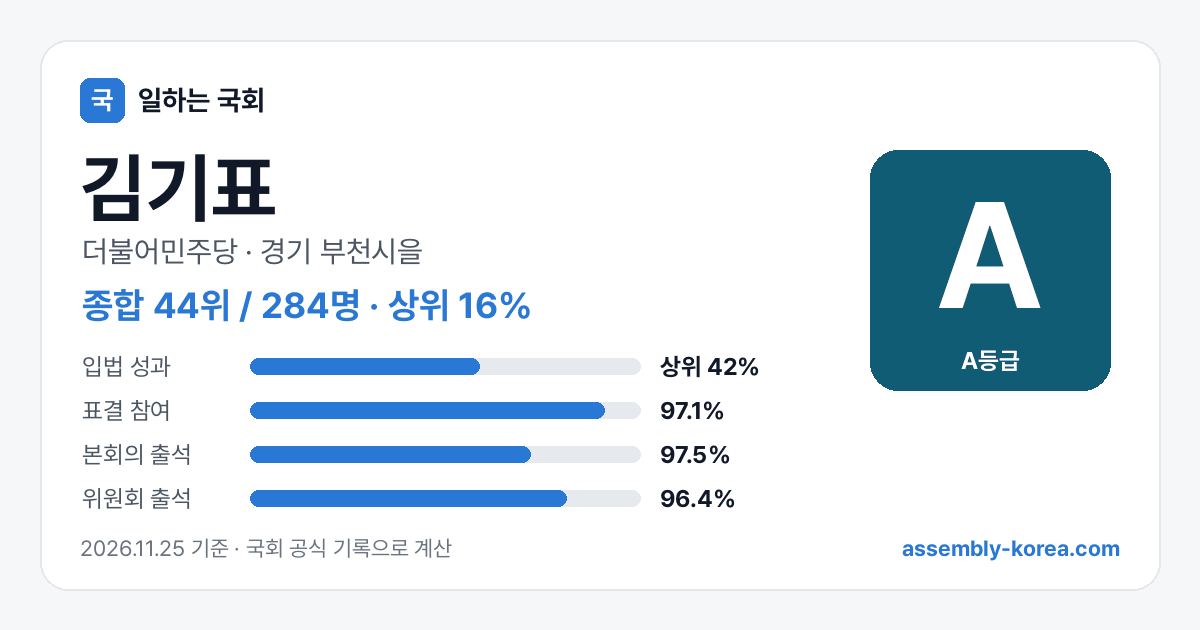 국 일하는 국회
김기표
더불어민주당 · 경기 부천시을
종합 44위 / 284명 · 상위 16%
A
A등급
입법 성과 상위 42%
표결 참여 97.1%
본회의 출석 97.5%
위원회 출석 96.4%
2026.11.25 기준 · 국회 공식 기록으로 계산
assembly-korea.com